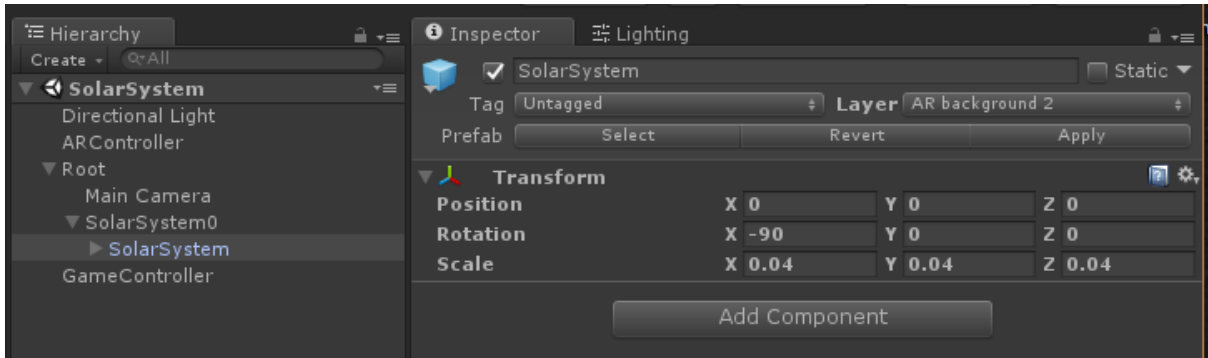 Hierarchy
Create All
SolarSystem
Directional Light
ARController
Root
Main Camera
SolarSystem0
SolarSystem
GameController
Inspector Lighting
SolarSystem Static
Tag Untagged Layer AR background 2
Prefab Select Revert Apply
Transform
Position X 0 Y 0 Z 0
Rotation X -90 Y 0 Z 0
Scale X 0.04 Y 0.04 Z 0.04
Add Component